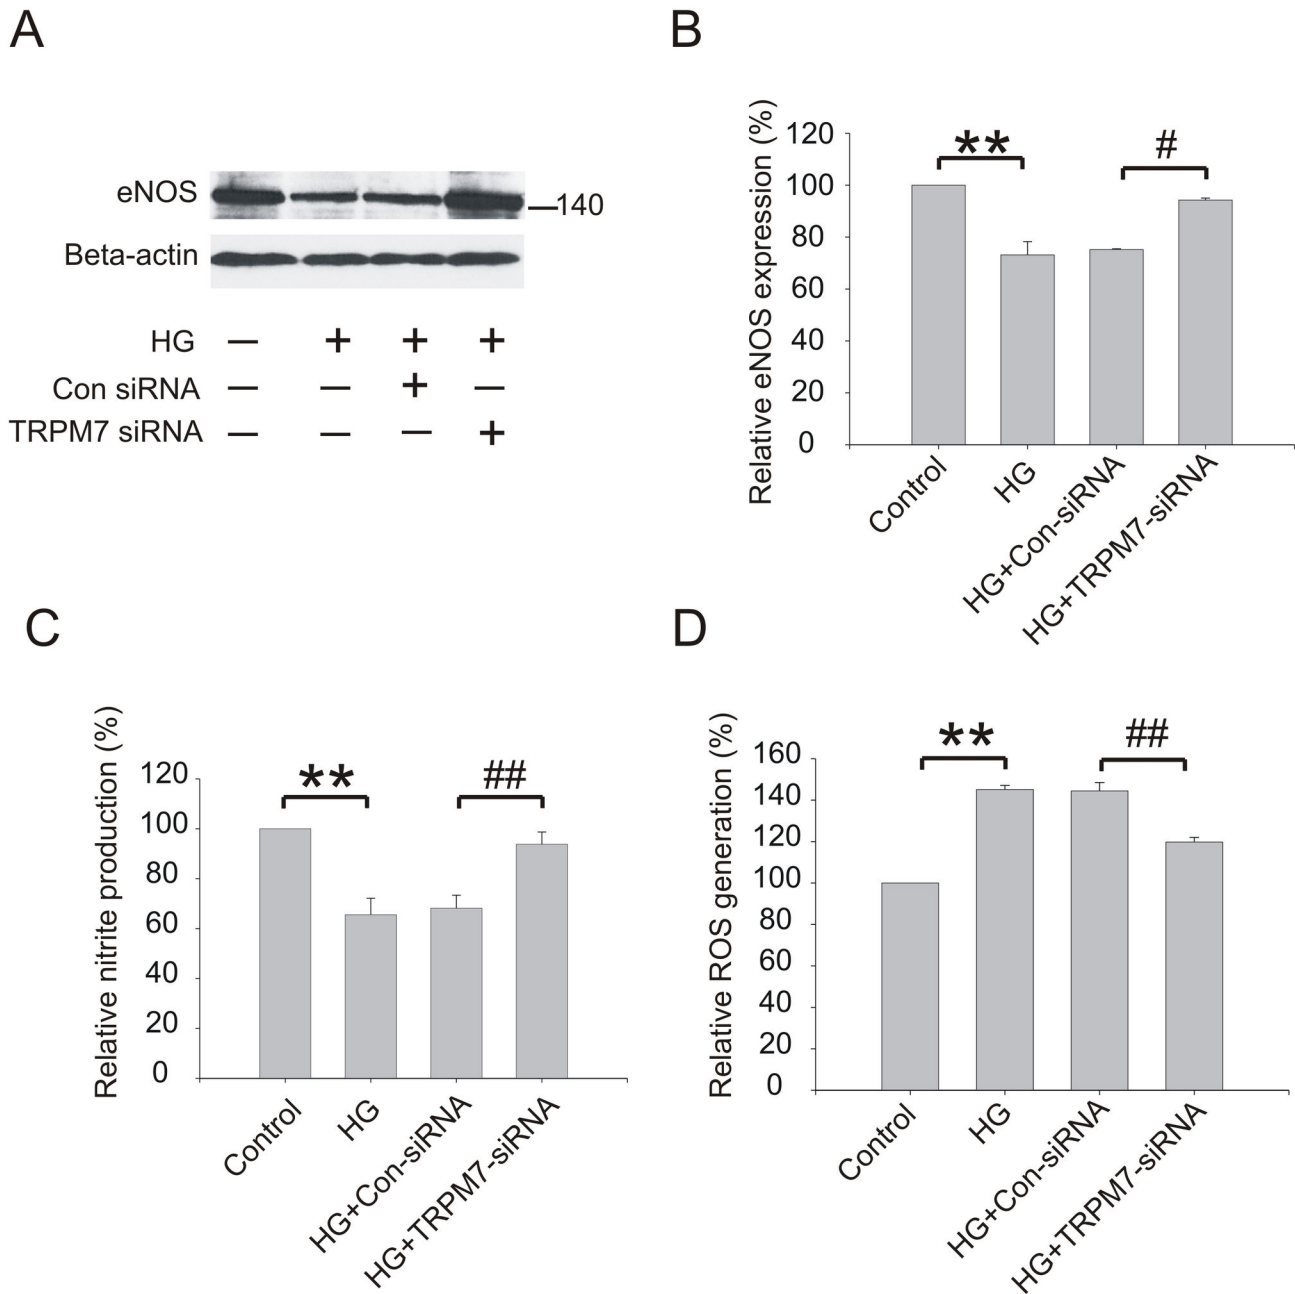 A
eNOS
140
Beta-actin
HG — + + +
Con siRNA — — + —
TRPM7 siRNA — — — +
B
Relative eNOS expression (%)
120
100
80
60
40
20
0
** #
Control
HG
HG+Con-siRNA
HG+TRPM7-siRNA
C
Relative nitrite production (%)
120
100
80
60
40
20
0
** ##
Control
HG
HG+Con-siRNA
HG+TRPM7-siRNA
D
Relative ROS generation (%)
160
140
120
100
80
60
40
20
0
** ##
Control
HG
HG+Con-siRNA
HG+TRPM7-siRNA